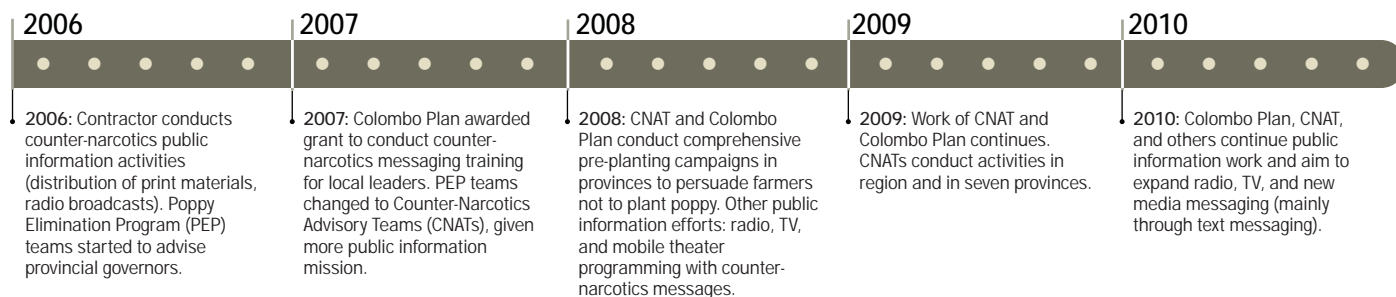 2006
2007
2008
2009
2010
2006: Contractor conducts
counter-narcotics public
information activities
(distribution of print materials,
radio broadcasts). Poppy
Elimination Program (PEP)
teams started to advise
provincial governors.
2007: Colombo Plan awarded
grant to conduct counter-
narcotics messaging training
for local leaders. PEP teams
changed to Counter-Narcotics
Advisory Teams (CNATs), given
more public information
mission.
2008: CNAT and Colombo
Plan conduct comprehensive
pre-planting campaigns in
provinces to persuade farmers
not to plant poppy. Other public
information efforts: radio, TV,
and mobile theater
programming with counter-
narcotics messages.
2009: Work of CNAT and
Colombo Plan continues.
CNATs conduct activities in
region and in seven provinces.
2010: Colombo Plan, CNAT,
and others continue public
information work and aim to
expand radio, TV, and new
media messaging (mainly
through text messaging).